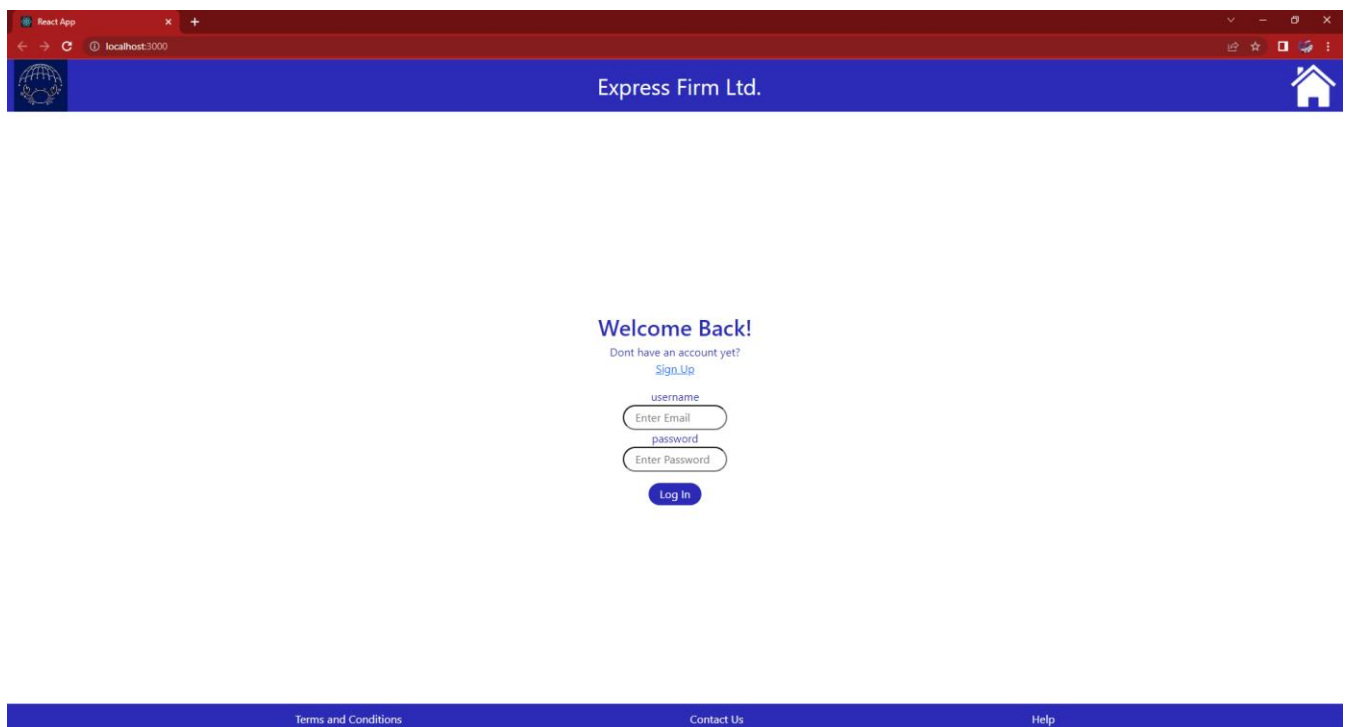 React App
localhost:3000
Express Firm Ltd.
Welcome Back!
Dont have an account yet?
Sign Up
username
Enter Email
password
Enter Password
Log In
Terms and Conditions Contact Us Help